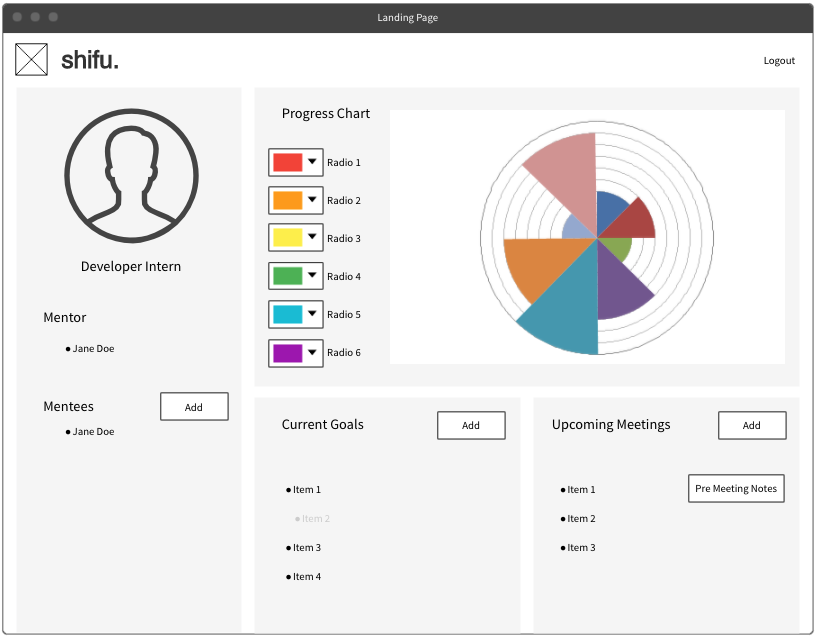 Landing Page
shifu.
Logout
Developer Intern
Mentor
● Jane Doe
Mentees
Add
● Jane Doe
Progress Chart
Radio 1
Radio 2
Radio 3
Radio 4
Radio 5
Radio 6
Current Goals
Add
● Item 1
● Item 2
● Item 3
● Item 4
Upcoming Meetings
Add
● Item 1
Pre Meeting Notes
● Item 2
● Item 3